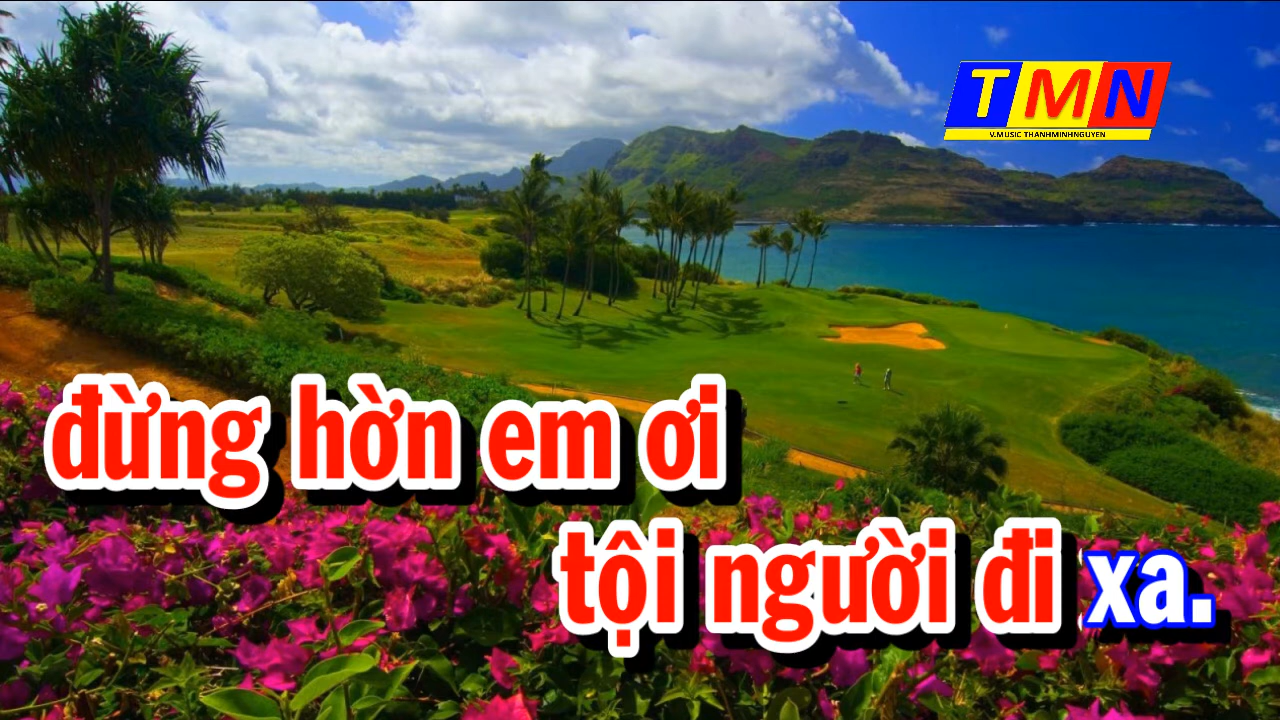 TMN
V.MUSIC THANHMINHNGUYEN
đừng hờn em ơi
tội người đi xa.